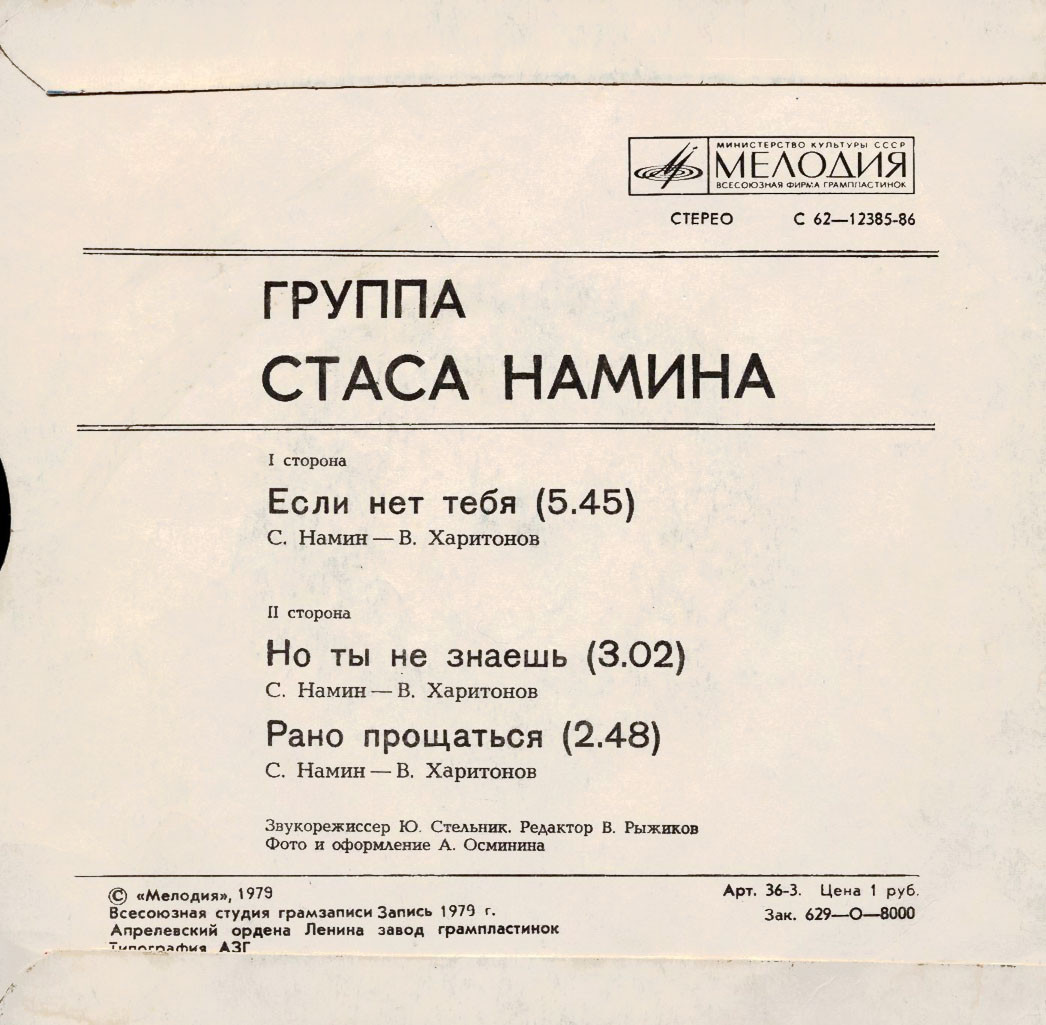 МИНИСТЕРСТВО КУЛЬТУРЫ СССР
МЕЛОДИЯ
ВСЕСОЮЗНАЯ ФИРМА ГРАМПЛАСТИНОК
СТЕРЕО С 62—12385-86
ГРУППА
СТАСА НАМИНА
I сторона
Если нет тебя (5.45)
С. Намин — В. Харитонов
II сторона
Но ты не знаешь (3.02)
С. Намин — В. Харитонов
Рано прощаться (2.48)
С. Намин — В. Харитонов
Звукорежиссер Ю. Стельник. Редактор В. Рыжиков
Фото и оформление А. Осминина
© «Мелодия», 1979 Арт. 36-3. Цена 1 руб.
Всесоюзная студия грамзаписи Запись 1979 г. Зак. 629—О—8000
Апрелевский ордена Ленина завод грампластинок
Типография АЗГ